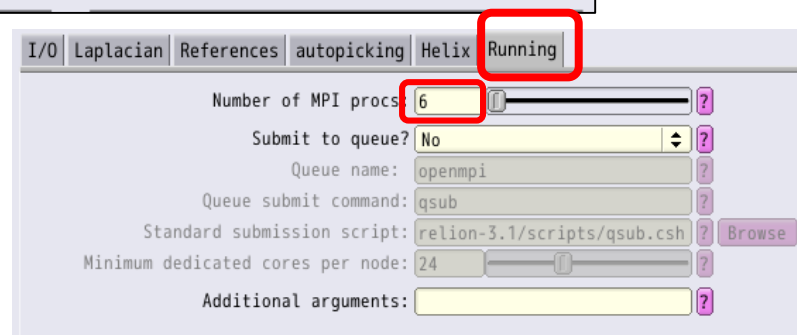 I/O Laplacian References autopicking Helix Running
Number of MPI procs: 6 ?
Submit to queue? No ?
Queue name: openmpi ?
Queue submit command: qsub ?
Standard submission script: relion-3.1/scripts/qsub.csh ? Browse
Minimum dedicated cores per node: 24 ?
Additional arguments: ?